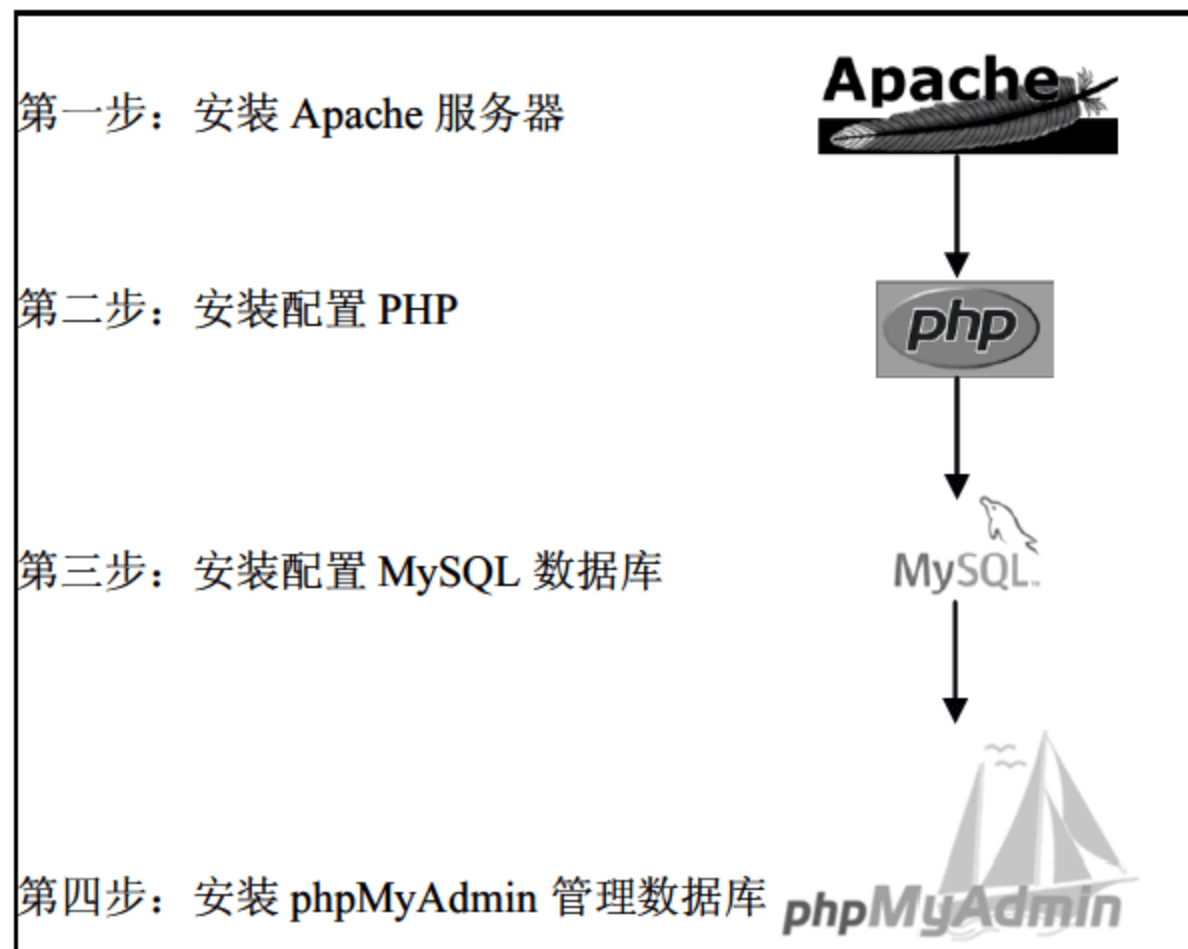 第一步：安装 Apache 服务器
Apache
第二步：安装配置 PHP
php
第三步：安装配置 MySQL 数据库
MySQL
第四步：安装 phpMyAdmin 管理数据库
phpMyAdmin